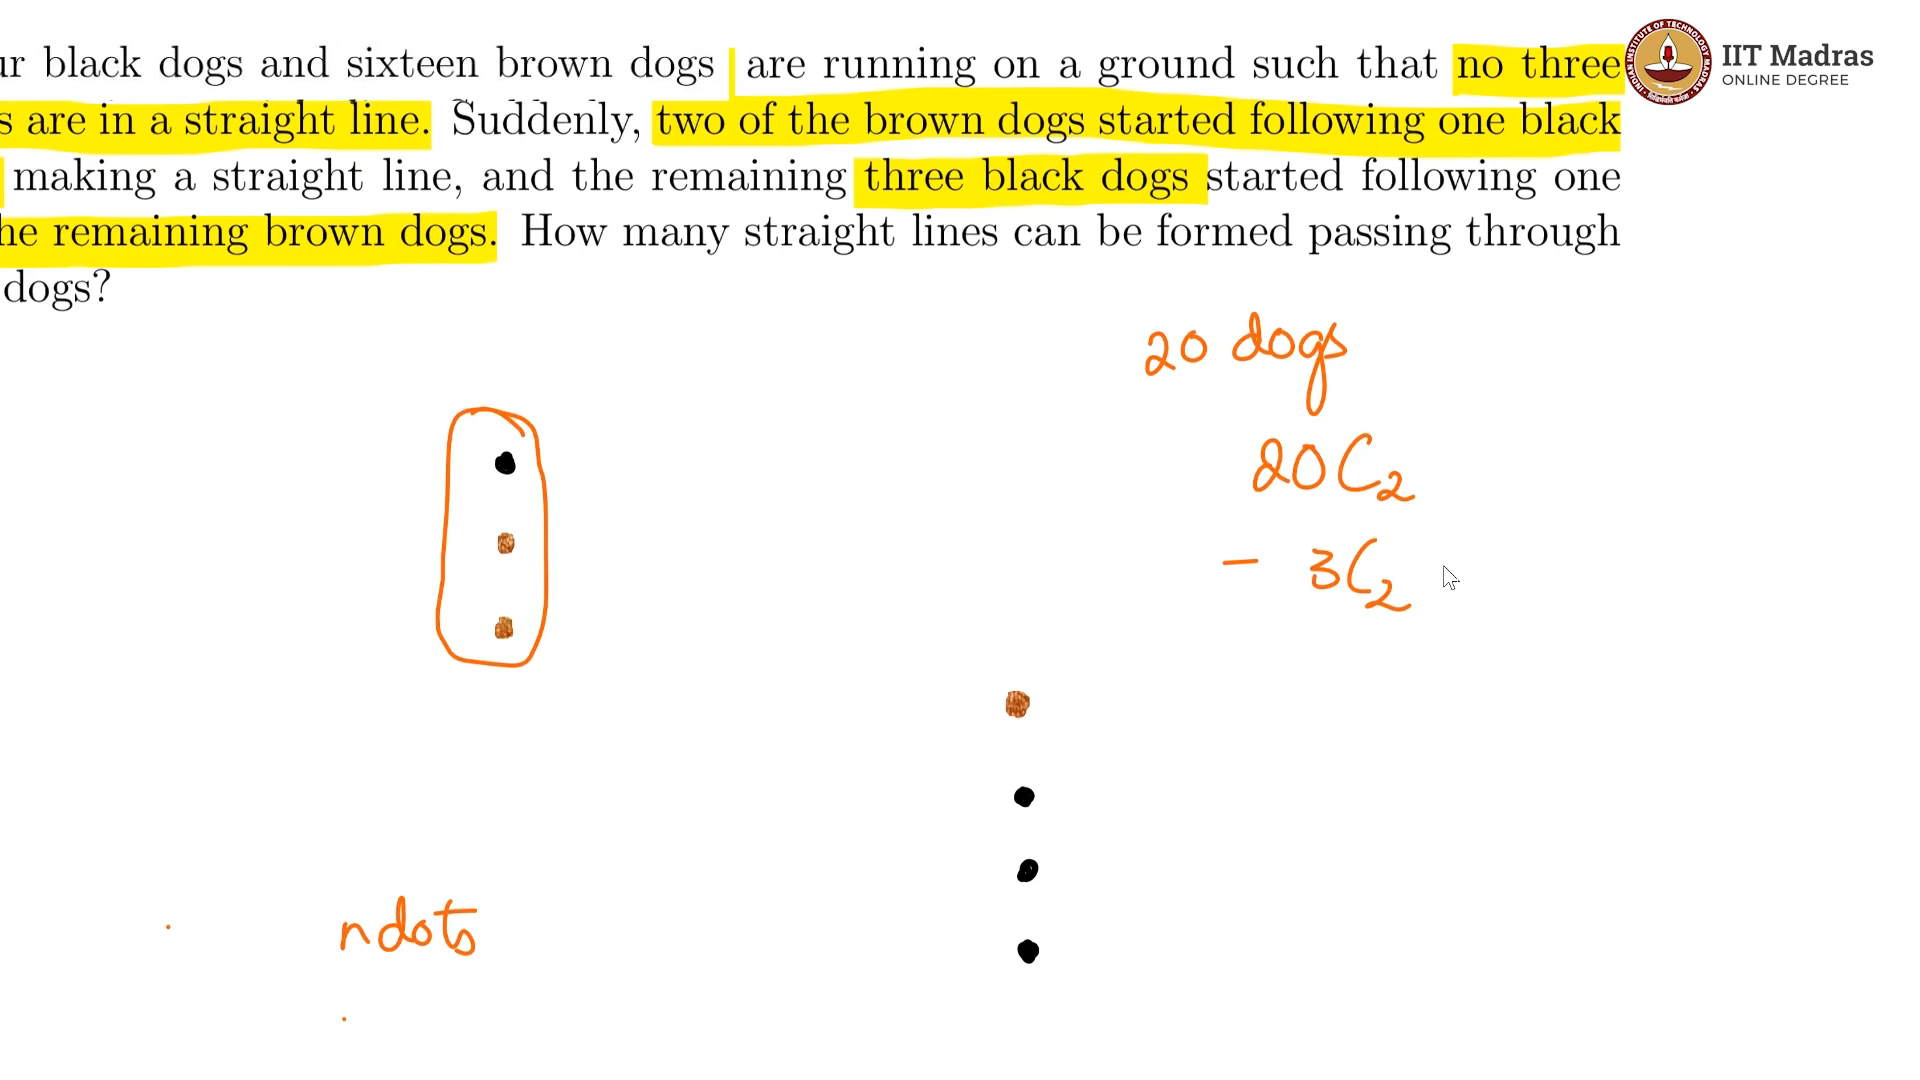 ur black dogs and sixteen brown dogs are running on a ground such that no three
s are in a straight line. Suddenly, two of the brown dogs started following one black
making a straight line, and the remaining three black dogs started following one
he remaining brown dogs. How many straight lines can be formed passing through
dogs?
IIT Madras
ONLINE DEGREE
20 dogs
20C2
- 3C2
ndots